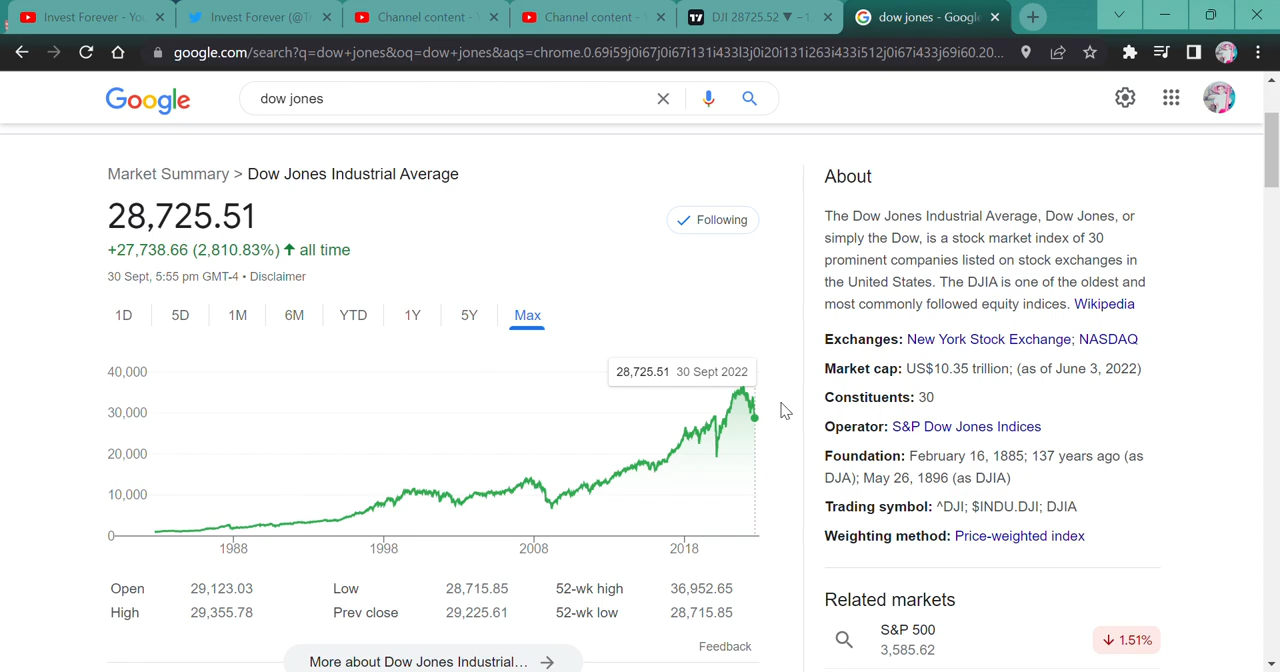 Invest Forever - Yo
Invest Forever (@T
Channel content -
Channel content -
DJI 28725.52 ▼ −1
dow jones - Google
google.com/search?q=dow+jones&oq=dow+jones&aqs=chrome.0.69i59j0i67j0i67i131i433l3j0i20i131i263i433i512j0i67i433j69i60.20...
Google
dow jones
Market Summary > Dow Jones Industrial Average
28,725.51
Following
+27,738.66 (2,810.83%) ↑ all time
30 Sept, 5:55 pm GMT-4 • Disclaimer
1D 5D 1M 6M YTD 1Y 5Y Max
28,725.51 30 Sept 2022
40,000
30,000
20,000
10,000
0
1988 1998 2008 2018
Open 29,123.03 Low 28,715.85 52-wk high 36,952.65
High 29,355.78 Prev close 29,225.61 52-wk low 28,715.85
Feedback
More about Dow Jones Industrial... →
About
The Dow Jones Industrial Average, Dow Jones, or
simply the Dow, is a stock market index of 30
prominent companies listed on stock exchanges in
the United States. The DJIA is one of the oldest and
most commonly followed equity indices. Wikipedia
Exchanges: New York Stock Exchange; NASDAQ
Market cap: US$10.35 trillion; (as of June 3, 2022)
Constituents: 30
Operator: S&P Dow Jones Indices
Foundation: February 16, 1885; 137 years ago (as
DJA); May 26, 1896 (as DJIA)
Trading symbol: ^DJI; $INDU.DJI; DJIA
Weighting method: Price-weighted index
Related markets
S&P 500
3,585.62
↓ 1.51%